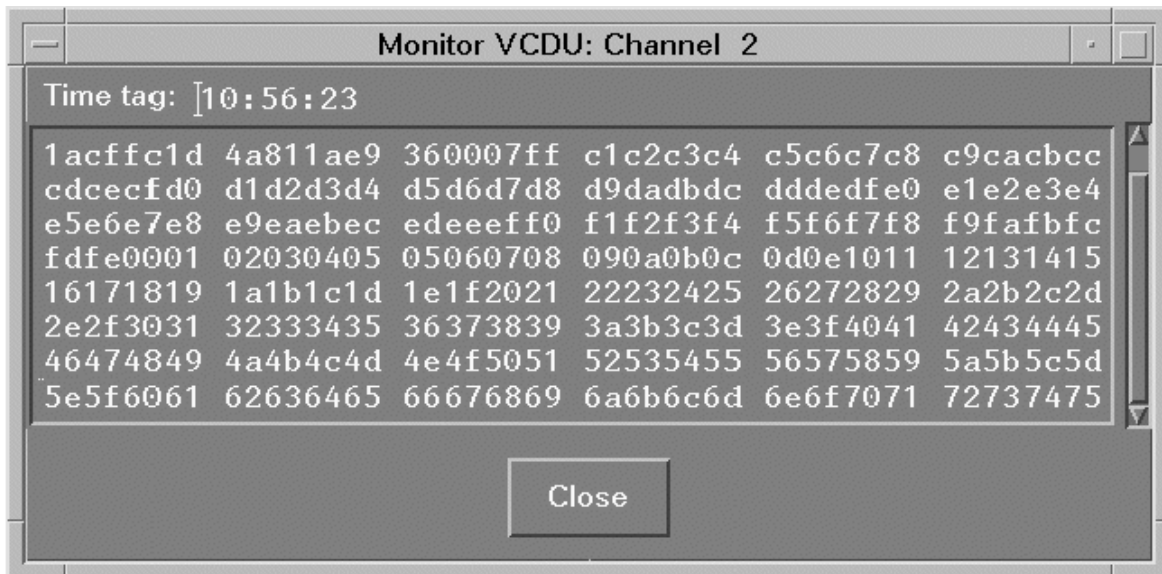 Monitor VCDU: Channel 2
Time tag: 10:56:23
1acffc1d 4a811ae9 360007ff c1c2c3c4 c5c6c7c8 c9cacbcc
cdcecfd0 d1d2d3d4 d5d6d7d8 d9dadbdc dddedfe0 e1e2e3e4
e5e6e7e8 e9eaebec edeeeff0 f1f2f3f4 f5f6f7f8 f9fafbfc
fdfe0001 02030405 05060708 090a0b0c 0d0e1011 12131415
16171819 1a1b1c1d 1e1f2021 22232425 26272829 2a2b2c2d
2e2f3031 32333435 36373839 3a3b3c3d 3e3f4041 42434445
46474849 4a4b4c4d 4e4f5051 52535455 56575859 5a5b5c5d
5e5f6061 62636465 66676869 6a6b6c6d 6e6f7071 72737475
Close